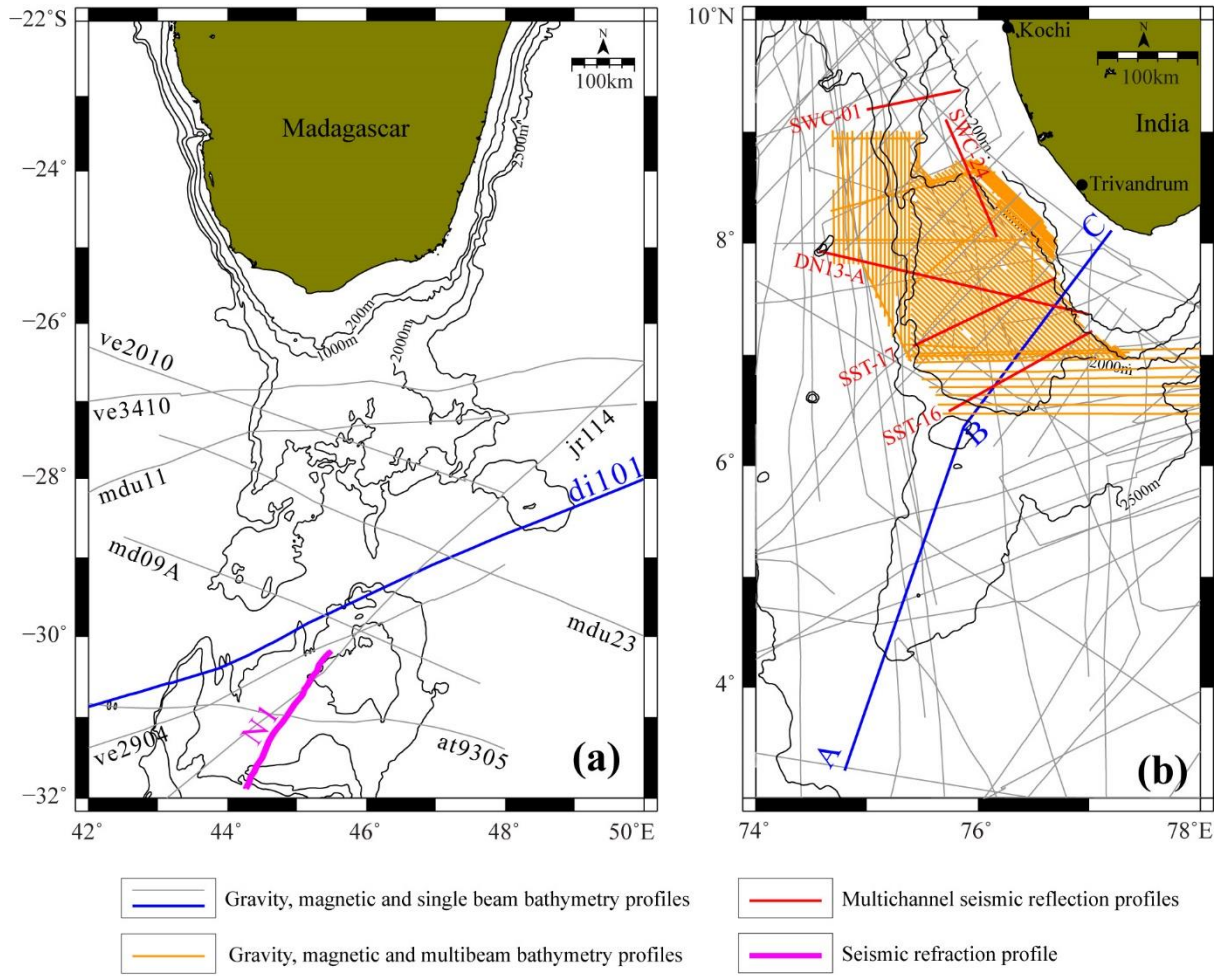 −22°S
−24
−26
−28
−30°
−32
42
44
46
48
50°E
N
100km
Madagascar
2500m
200m
1000m
2000m
ve2010
ve3410
mdu11
md09A
jr114
di101
mdu23
N1
ve2904
at9305
(a)
10°N
8°
6°
4°
74°
76°
78°E
Kochi
N
100km
India
Trivandrum
SWC-01
SWC-24
200m
DN13-A
SST-17
SST-16
2000m
2500m
C
B
A
(b)
Gravity, magnetic and single beam bathymetry profiles
Multichannel seismic reflection profiles
Gravity, magnetic and multibeam bathymetry profiles
Seismic refraction profile